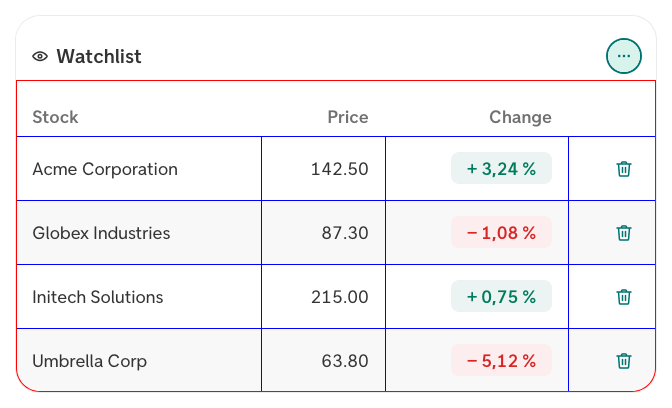 Watchlist
Stock Price Change
Acme Corporation 142.50 + 3,24 %
Globex Industries 87.30 − 1,08 %
Initech Solutions 215.00 + 0,75 %
Umbrella Corp 63.80 − 5,12 %